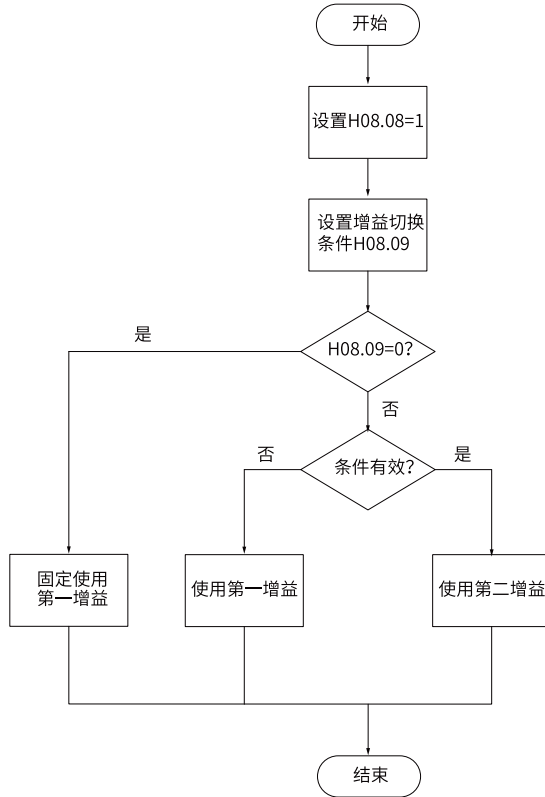 开始
设置H08.08=1
设置增益切换
条件H08.09
是
H08.09=0?
否
否
条件有效?
是
固定使用
第一增益
使用第一增益
使用第二增益
结束